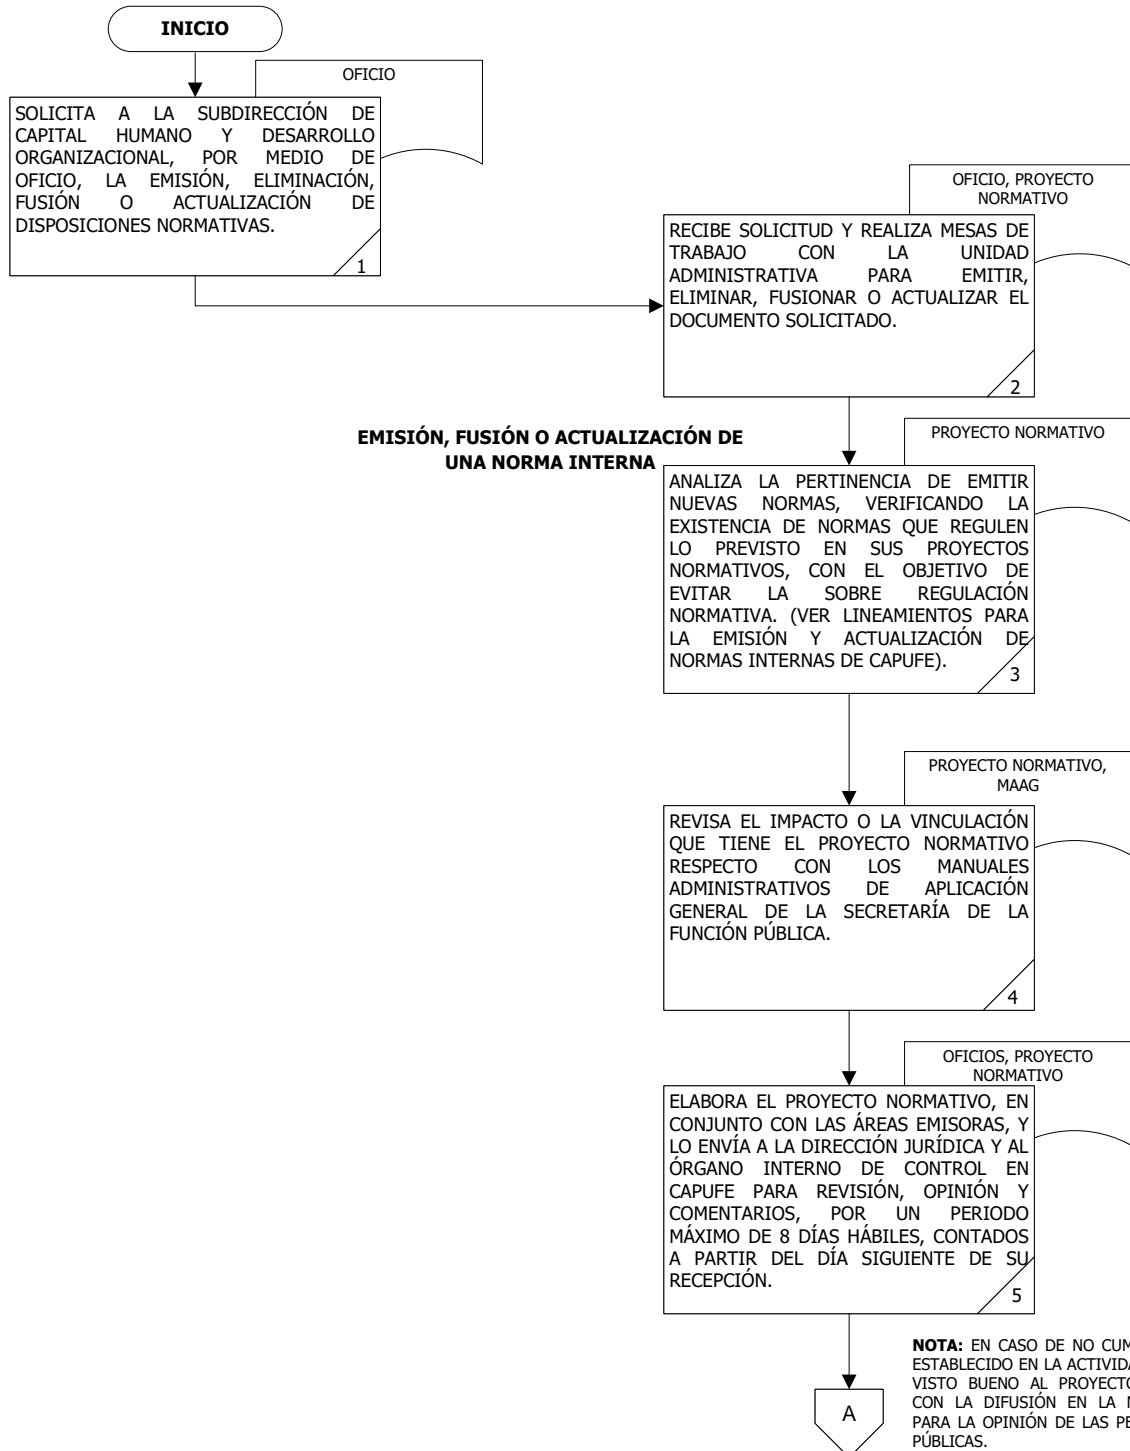 INICIO
OFICIO
SOLICITA A LA SUBDIRECCIÓN DE
CAPITAL HUMANO Y DESARROLLO
ORGANIZACIONAL, POR MEDIO DE
OFICIO, LA EMISIÓN, ELIMINACIÓN,
FUSIÓN O ACTUALIZACIÓN DE
DISPOSICIONES NORMATIVAS.
1
OFICIO, PROYECTO
NORMATIVO
RECIBE SOLICITUD Y REALIZA MESAS DE
TRABAJO CON LA UNIDAD
ADMINISTRATIVA PARA EMITIR,
ELIMINAR, FUSIONAR O ACTUALIZAR EL
DOCUMENTO SOLICITADO.
2
EMISIÓN, FUSIÓN O ACTUALIZACIÓN DE
UNA NORMA INTERNA
PROYECTO NORMATIVO
ANALIZA LA PERTINENCIA DE EMITIR
NUEVAS NORMAS, VERIFICANDO LA
EXISTENCIA DE NORMAS QUE REGULEN
LO PREVISTO EN SUS PROYECTOS
NORMATIVOS, CON EL OBJETIVO DE
EVITAR LA SOBRE REGULACIÓN
NORMATIVA. (VER LINEAMIENTOS PARA
LA EMISIÓN Y ACTUALIZACIÓN DE
NORMAS INTERNAS DE CAPUFE).
3
PROYECTO NORMATIVO,
MAAG
REVISA EL IMPACTO O LA VINCULACIÓN
QUE TIENE EL PROYECTO NORMATIVO
RESPECTO CON LOS MANUALES
ADMINISTRATIVOS DE APLICACIÓN
GENERAL DE LA SECRETARÍA DE LA
FUNCIÓN PÚBLICA.
4
OFICIOS, PROYECTO
NORMATIVO
ELABORA EL PROYECTO NORMATIVO, EN
CONJUNTO CON LAS ÁREAS EMISORAS, Y
LO ENVÍA A LA DIRECCIÓN JURÍDICA Y AL
ÓRGANO INTERNO DE CONTROL EN
CAPUFE PARA REVISIÓN, OPINIÓN Y
COMENTARIOS, POR UN PERIODO
MÁXIMO DE 8 DÍAS HÁBILES, CONTADOS
A PARTIR DEL DÍA SIGUIENTE DE SU
RECEPCIÓN.
5
NOTA: EN CASO DE NO
ESTABLECIDO EN LA
VISTO BUENO AL
CON LA DIFUSIÓN EN LA
PARA LA OPINIÓN DE LAS
PÚBLICAS.
A